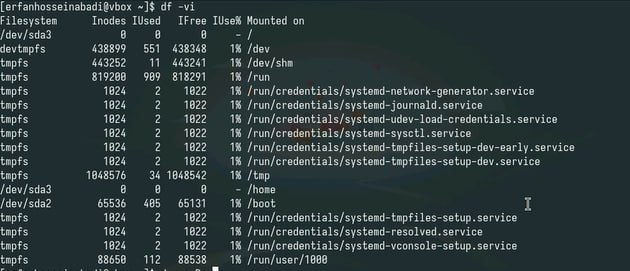 [erfanhosseinabadi@vbox ~]$ df -vi
Filesystem Inodes IUsed IFree IUse% Mounted on
/dev/sda3 0 0 0 - /
devtmpfs 438899 551 438348 1% /dev
tmpfs 443252 11 443241 1% /dev/shm
tmpfs 819200 909 818291 1% /run
tmpfs 1024 2 1022 1% /run/credentials/systemd-network-generator.service
tmpfs 1024 2 1022 1% /run/credentials/systemd-journald.service
tmpfs 1024 2 1022 1% /run/credentials/systemd-udev-load-credentials.service
tmpfs 1024 2 1022 1% /run/credentials/systemd-sysctl.service
tmpfs 1024 2 1022 1% /run/credentials/systemd-tmpfiles-setup-dev-early.service
tmpfs 1024 2 1022 1% /run/credentials/systemd-tmpfiles-setup-dev.service
tmpfs 1048576 34 1048542 1% /tmp
/dev/sda3 0 0 0 - /home
/dev/sda2 65536 405 65131 1% /boot
tmpfs 1024 2 1022 1% /run/credentials/systemd-tmpfiles-setup.service
tmpfs 1024 2 1022 1% /run/credentials/systemd-resolved.service
tmpfs 1024 2 1022 1% /run/credentials/systemd-vconsole-setup.service
tmpfs 88650 112 88538 1% /run/user/1000